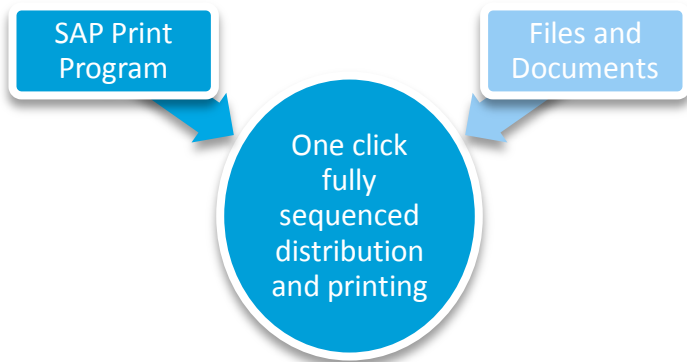 SAP Print
Program
Files and
Documents
One click
fully
sequenced
distribution
and printing